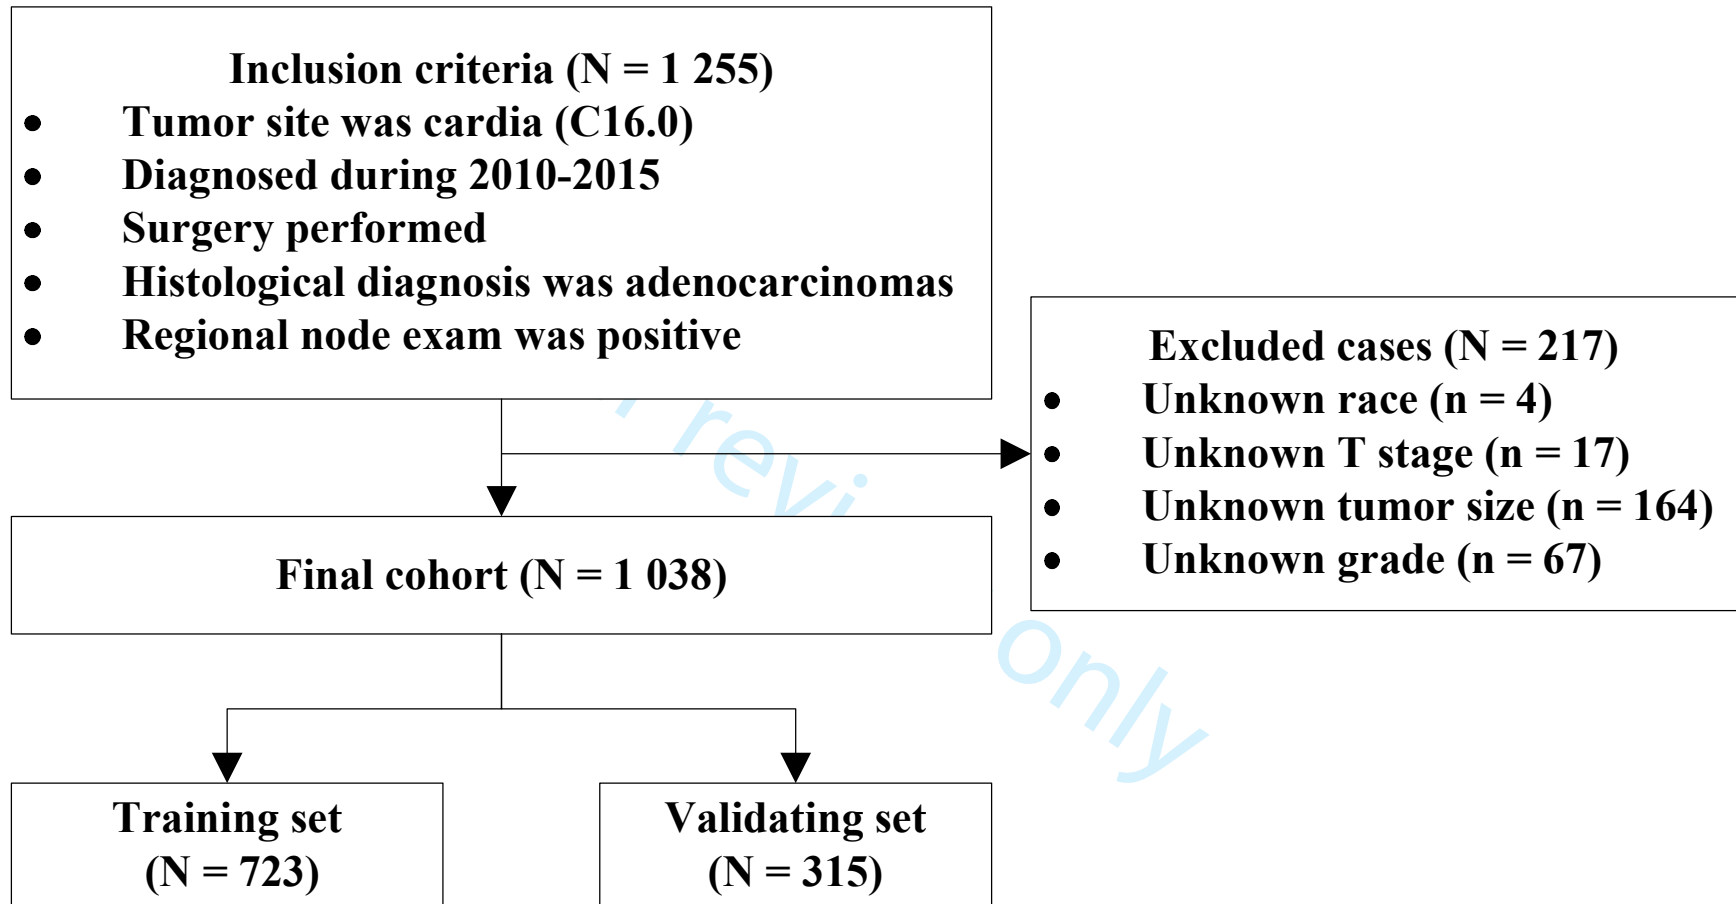 Inclusion criteria (N = 1 255)
• Tumor site was cardia (C16.0)
• Diagnosed during 2010-2015
• Surgery performed
• Histological diagnosis was adenocarcinomas
• Regional node exam was positive
Excluded cases (N = 217)
• Unknown race (n = 4)
• Unknown T stage (n = 17)
• Unknown tumor size (n = 164)
• Unknown grade (n = 67)
Final cohort (N = 1 038)
Training set
(N = 723)
Validating set
(N = 315)
only